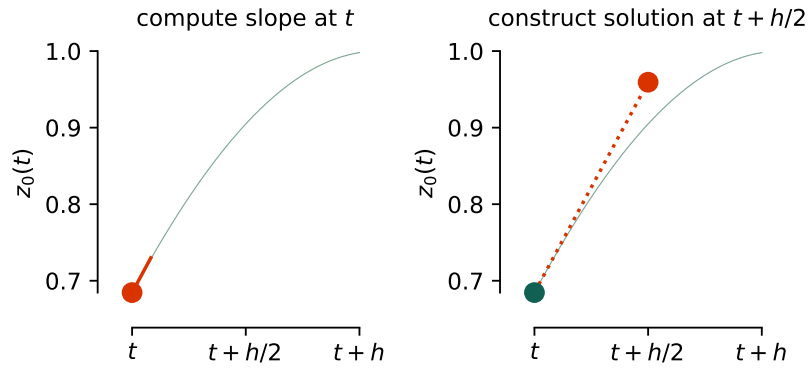 compute slope at t
1.0
0.9
0.8
0.7
z₀(t)
t
t + h/2
t + h
construct solution at t + h/2
1.0
0.9
0.8
0.7
z₀(t)
t
t + h/2
t + h